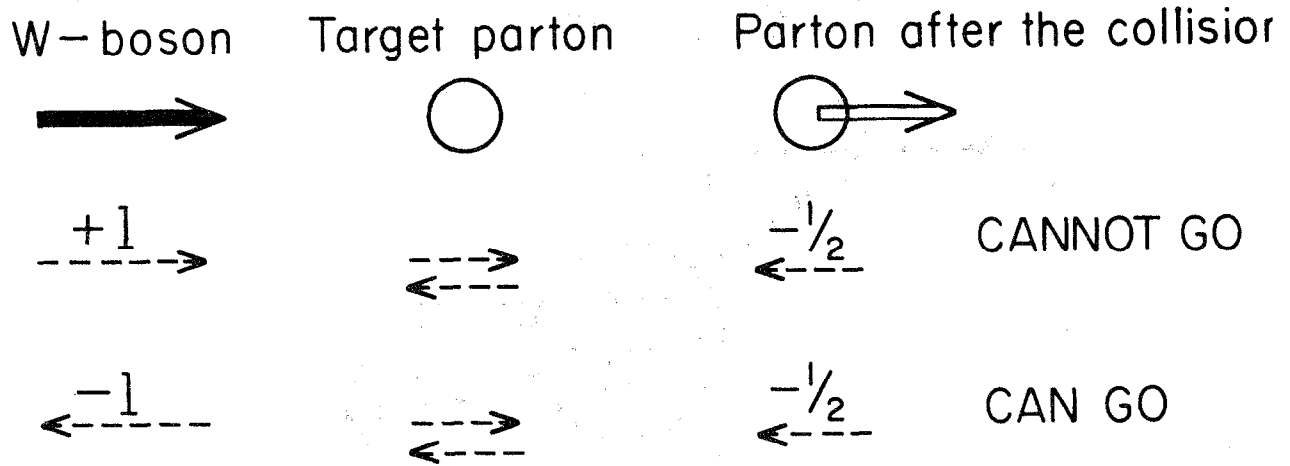 W-boson Target parton Parton after the collisior
+1 -1/2 CANNOT GO
-1 -1/2 CAN GO